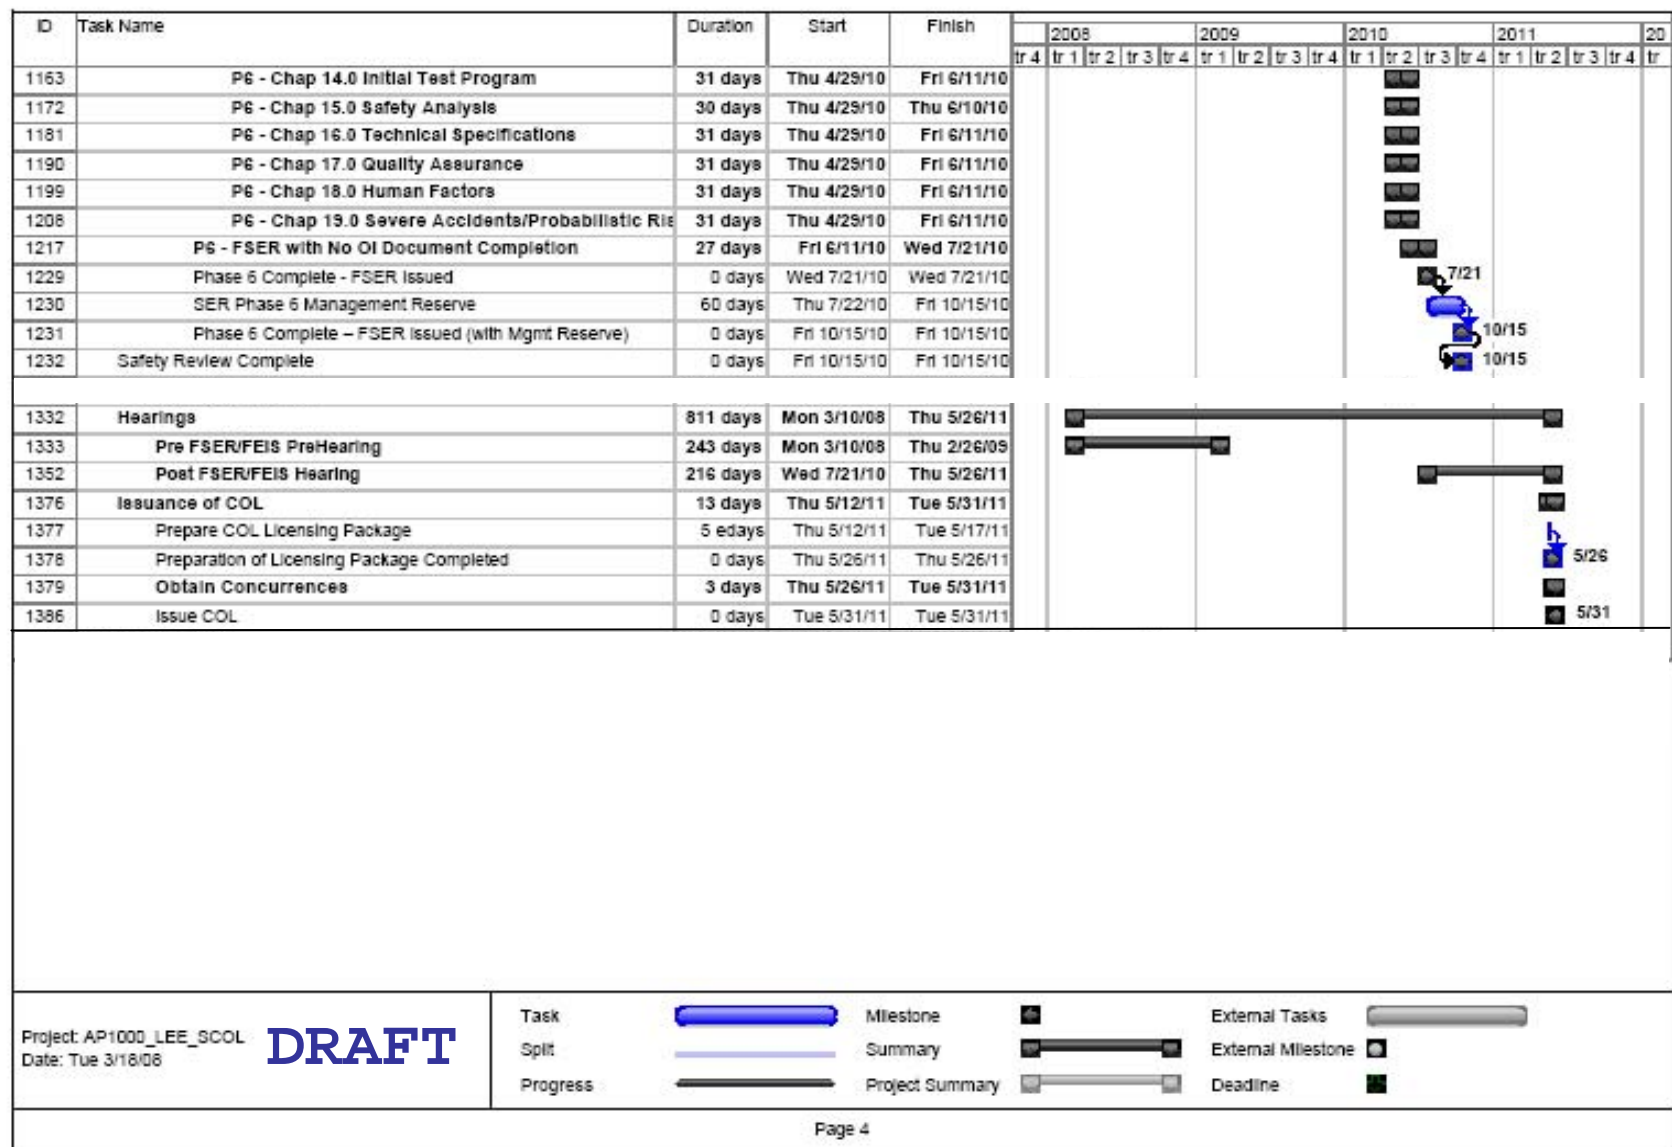 ID Task Name Duration Start Finish 2008 2009 2010 2011 20
tr 4 tr 1 tr 2 tr 3 tr 4 tr 1 tr 2 tr 3 tr 4 tr 1 tr 2 tr 3 tr 4 tr 1 tr 2 tr 3 tr 4 tr
1163 P6 - Chap 14.0 Initial Test Program 31 days Thu 4/29/10 Fri 6/11/10
1172 P6 - Chap 15.0 Safety Analysis 30 days Thu 4/29/10 Thu 6/10/10
1181 P6 - Chap 16.0 Technical Specifications 31 days Thu 4/29/10 Fri 6/11/10
1190 P6 - Chap 17.0 Quality Assurance 31 days Thu 4/29/10 Fri 6/11/10
1199 P6 - Chap 18.0 Human Factors 31 days Thu 4/29/10 Fri 6/11/10
1208 P6 - Chap 19.0 Severe Accidents/Probabilistic Ris 31 days Thu 4/29/10 Fri 6/11/10
1217 P6 - FSER with No OI Document Completion 27 days Fri 6/11/10 Wed 7/21/10
1229 Phase 6 Complete - FSER Issued 0 days Wed 7/21/10 Wed 7/21/10 7/21
1230 SER Phase 6 Management Reserve 60 days Thu 7/22/10 Fri 10/15/10
1231 Phase 6 Complete – FSER Issued (with Mgmt Reserve) 0 days Fri 10/15/10 Fri 10/15/10 10/15
1232 Safety Review Complete 0 days Fri 10/15/10 Fri 10/15/10 10/15
1332 Hearings 811 days Mon 3/10/08 Thu 5/26/11
1333 Pre FSER/FEIS PreHearing 243 days Mon 3/10/08 Thu 2/26/09
1352 Post FSER/FEIS Hearing 216 days Wed 7/21/10 Thu 5/26/11
1376 Issuance of COL 13 days Thu 5/12/11 Tue 5/31/11
1377 Prepare COL Licensing Package 5 edays Thu 5/12/11 Tue 5/17/11
1378 Preparation of Licensing Package Completed 0 days Thu 5/26/11 Thu 5/26/11 5/26
1379 Obtain Concurrences 3 days Thu 5/26/11 Tue 5/31/11
1386 Issue COL 0 days Tue 5/31/11 Tue 5/31/11 5/31
Project: AP1000_LEE_SCOL
Date: Tue 3/18/08
DRAFT
Task Milestone External Tasks
Split Summary External Milestone
Progress Project Summary Deadline
Page 4